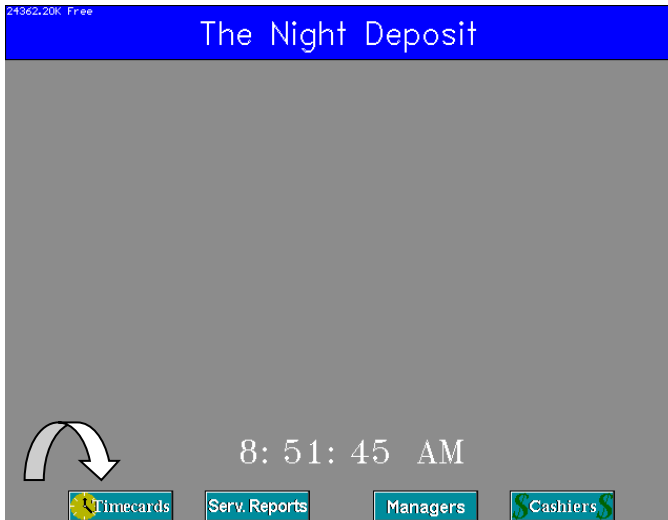 24362.20K Free
The Night Deposit
8:51:45 AM
Timecards Serv. Reports Managers $Cashiers$